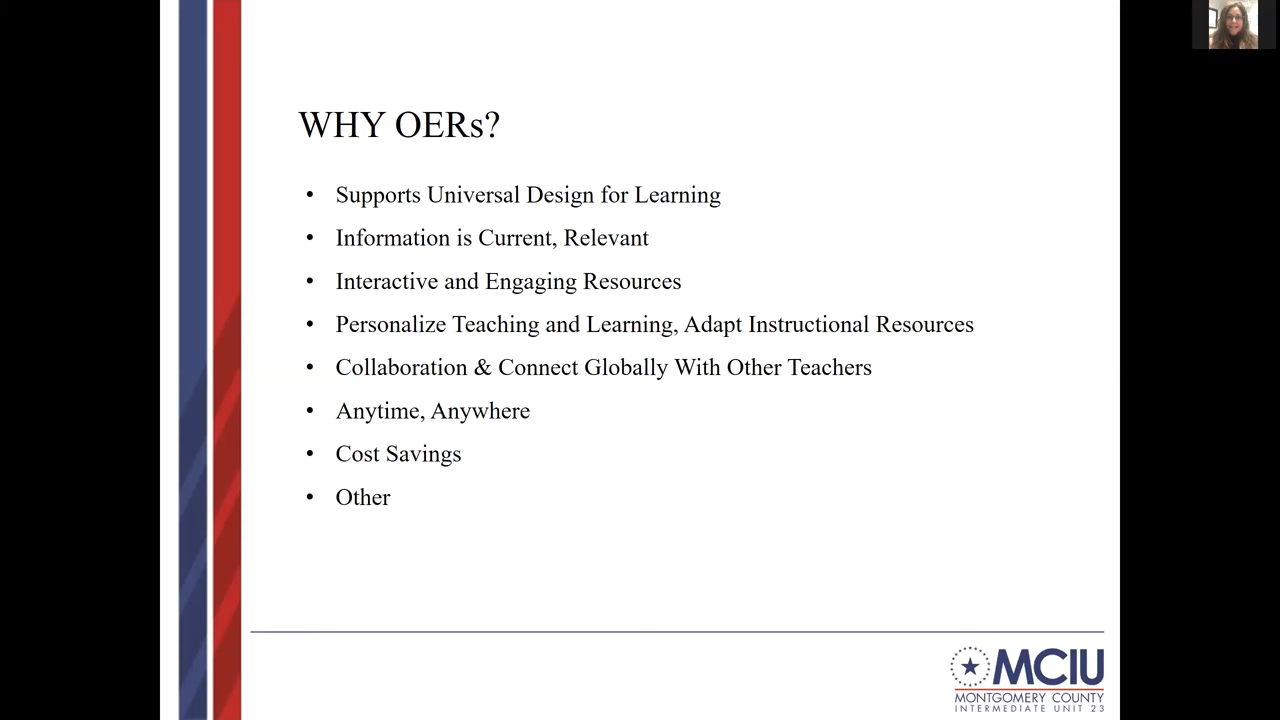 WHY OERs?
• Supports Universal Design for Learning
• Information is Current, Relevant
• Interactive and Engaging Resources
• Personalize Teaching and Learning, Adapt Instructional Resources
• Collaboration & Connect Globally With Other Teachers
• Anytime, Anywhere
• Cost Savings
• Other
MCIU
MONTGOMERY COUNTY
INTERMEDIATE UNIT 23